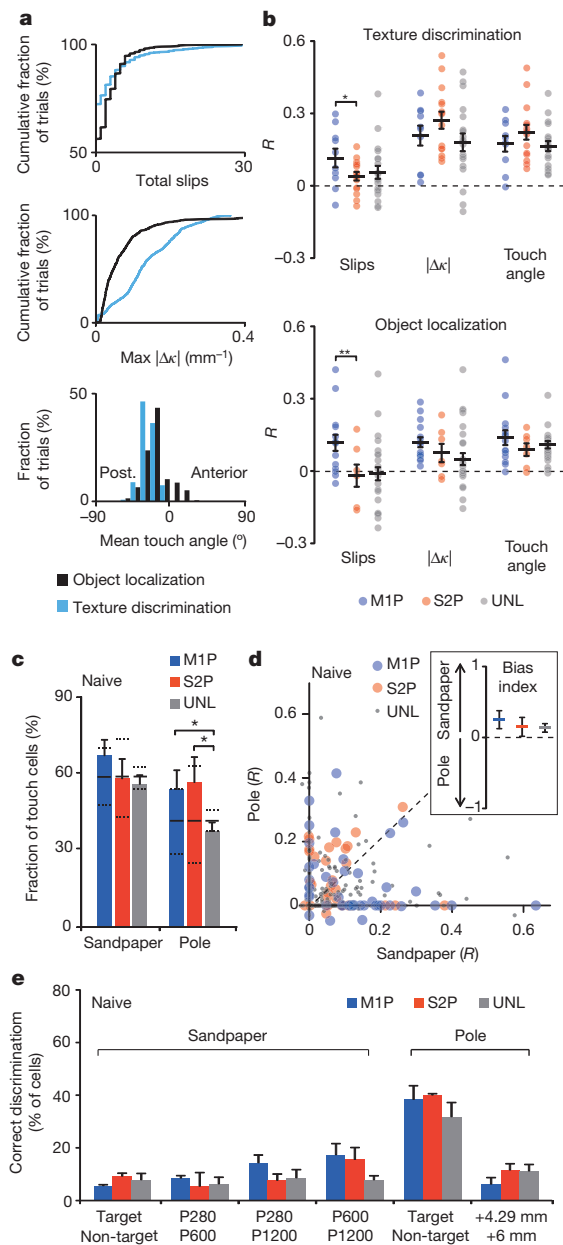 a
Cumulative fraction of trials (%)
100
50
0
30
Total slips
Cumulative fraction of trials (%)
100
0
0
0.4
Max |Δκ| (mm⁻¹)
Fraction of trials (%)
50
0
Post.
Anterior
−90
0
90
Mean touch angle (º)
Object localization
Texture discrimination
b
Texture discrimination
R
0.6
0.3
0
−0.3
*
Slips
|Δκ|
Touch angle
Object localization
R
0.6
0.3
0
−0.3
**
Slips
|Δκ|
Touch angle
M1P
S2P
UNL
c
Naive
M1P
S2P
UNL
Fraction of touch cells (%)
90
60
30
0
*
*
Sandpaper
Pole
d
Naive
M1P
S2P
UNL
Pole (R)
0.6
0.4
0.2
0
0
0.2
0.4
0.6
Sandpaper (R)
Sandpaper
Pole
1
0
−1
Bias index
e
Naive
M1P
S2P
UNL
Sandpaper
Pole
Correct discriminatiom (% of cells)
80
60
40
20
0
Target
Non-target
P280
P600
P280
P1200
P600
P1200
Target
Non-target
+4.29 mm
+6 mm